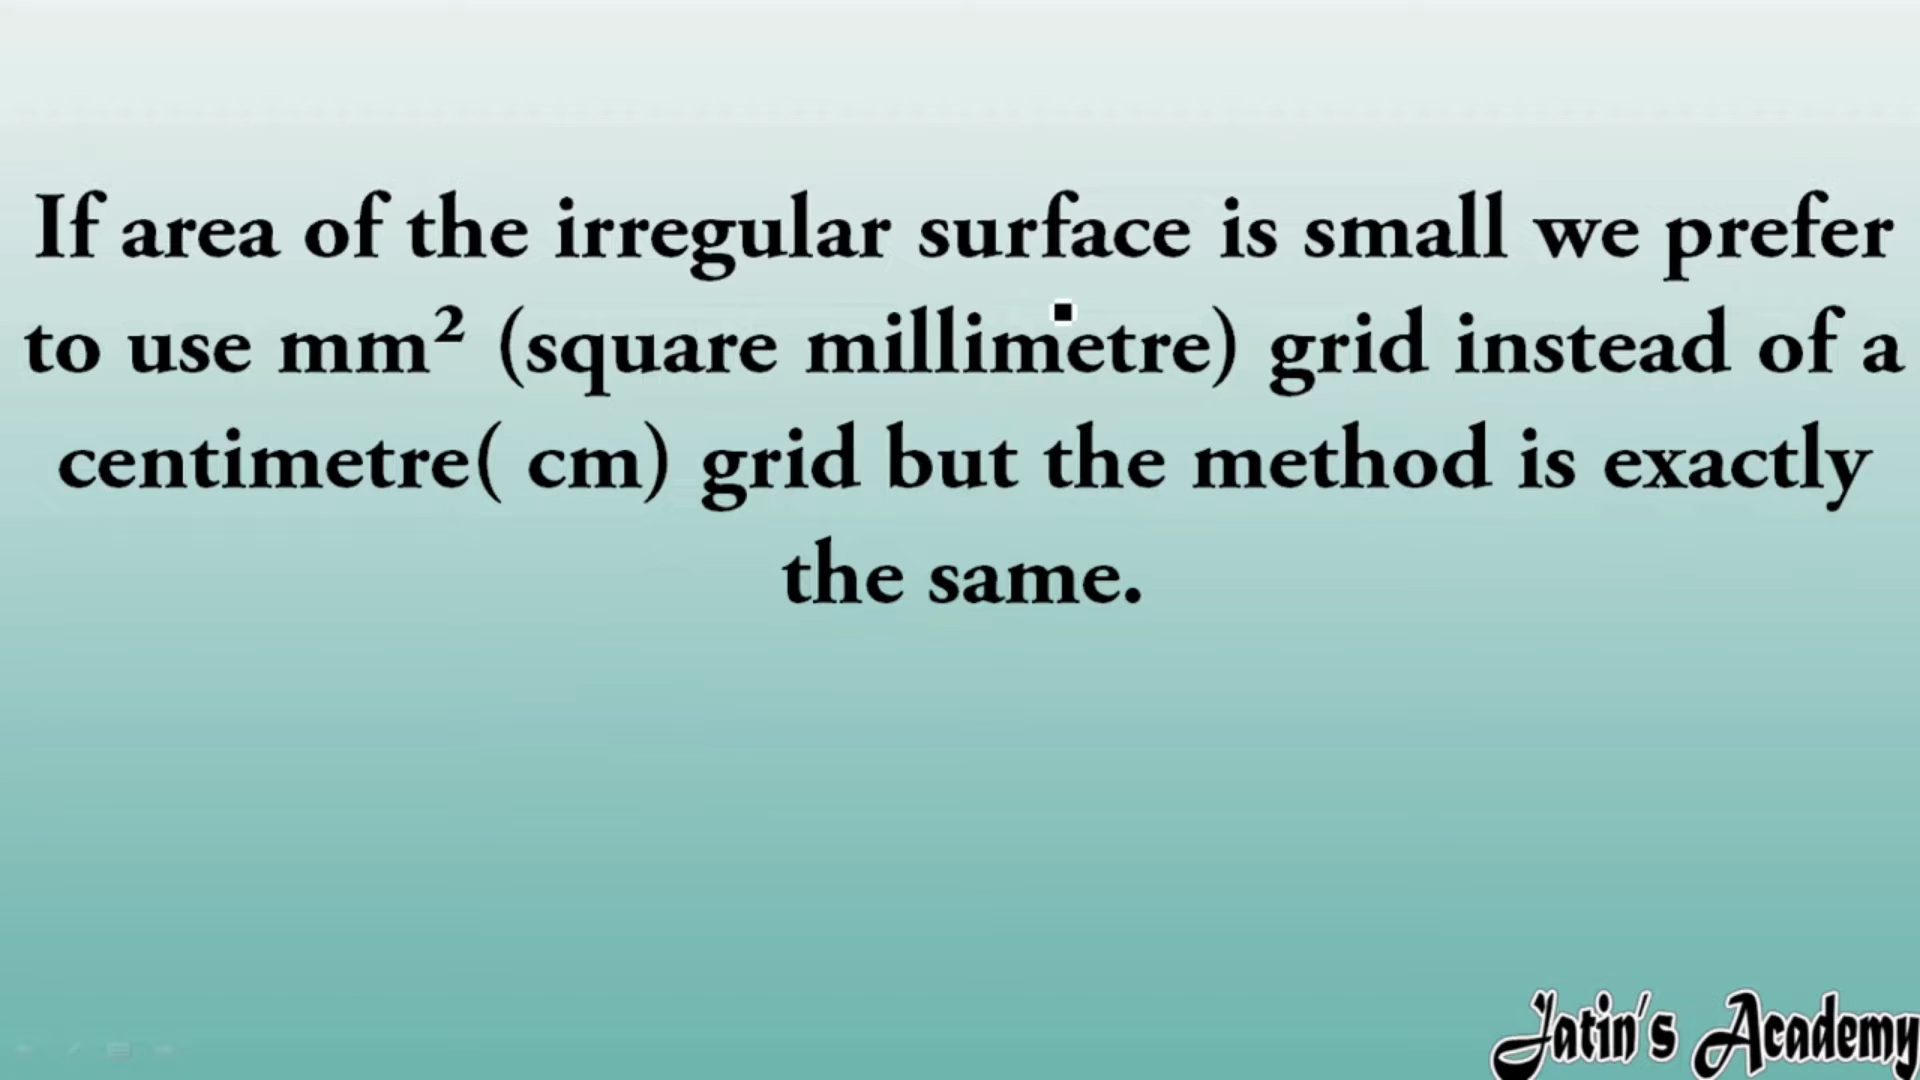 If area of the irregular surface is small we prefer
to use mm² (square millimetre) grid instead of a
centimetre( cm) grid but the method is exactly
the same.
Jatin's Academy